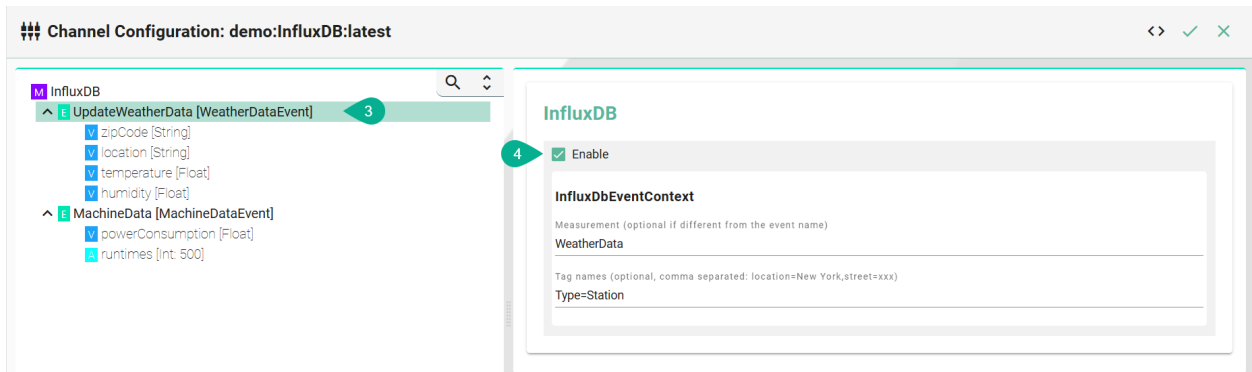 Channel Configuration: demo:InfluxDB:latest
M InfluxDB
E UpdateWeatherData [WeatherDataEvent]
3
V zipCode [String]
V location [String]
V temperature [Float]
V humidity [Float]
E MachineData [MachineDataEvent]
V powerConsumption [Float]
A runtimes [Int: 500]
InfluxDB
4
Enable
InfluxDbEventContext
Measurement (optional if different from the event name)
WeatherData
Tag names (optional, comma separated: location=New York,street=xxx)
Type=Station